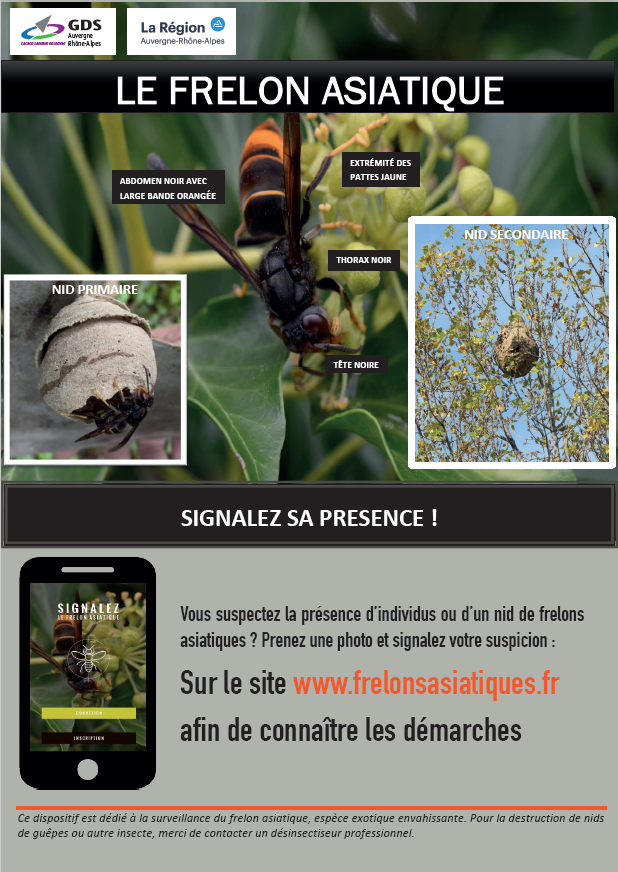 GDS
Auvergne
Rhône-Alpes
La Région
Auvergne-Rhône-Alpes
LE FRELON ASIATIQUE
ABDOMEN NOIR AVEC
LARGE BANDE ORANGÉE
EXTRÉMITÉ DES
PATTES JAUNE
THORAX NOIR
TÊTE NOIRE
NID PRIMAIRE
NID SECONDAIRE
SIGNALEZ SA PRESENCE !
SIGNALEZ
LE FRELON ASIATIQUE
CONNEXION
INSCRIPTION
Vous suspectez la présence d’individus ou d’un nid de frelons
asiatiques ? Prenez une photo et signalez votre suspicion :
Sur le site www.frelonsasiatiques.fr
afin de connaître les démarches
Ce dispositif est dédié à la surveillance du frelon asiatique, espèce exotique envahissante. Pour la destruction de nids
de guêpes ou autre insecte, merci de contacter un désinsectiseur professionnel.